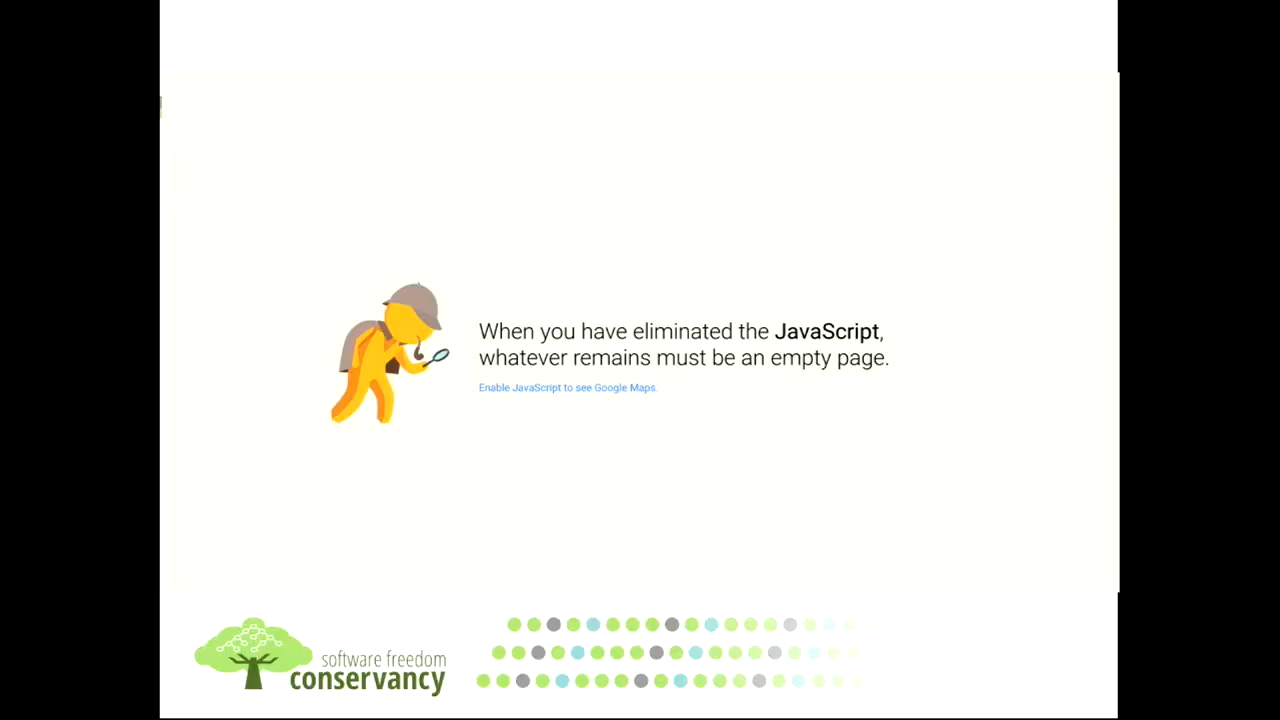 When you have eliminated the JavaScript,
whatever remains must be an empty page.
Enable JavaScript to see Google Maps.
software freedom
conservancy